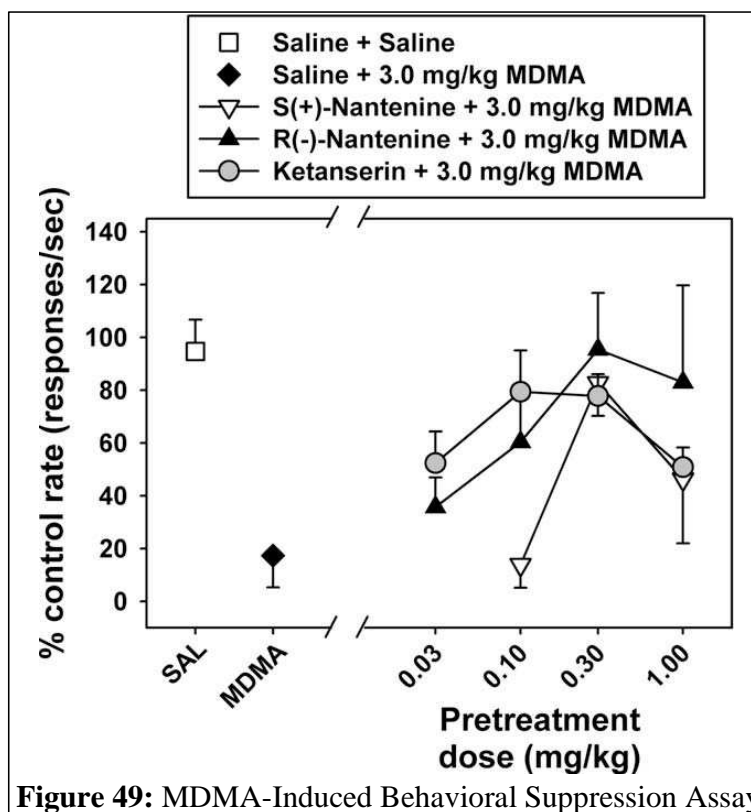 Saline + Saline
Saline + 3.0 mg/kg MDMA
S(+)-Nantenine + 3.0 mg/kg MDMA
R(-)-Nantenine + 3.0 mg/kg MDMA
Ketanserin + 3.0 mg/kg MDMA
% control rate (responses/sec)
140
120
100
80
60
40
20
0
SAL
MDMA
0.03
0.10
0.30
1.00
Pretreatment
dose (mg/kg)
Figure 49: MDMA-Induced Behavioral Suppression Assay